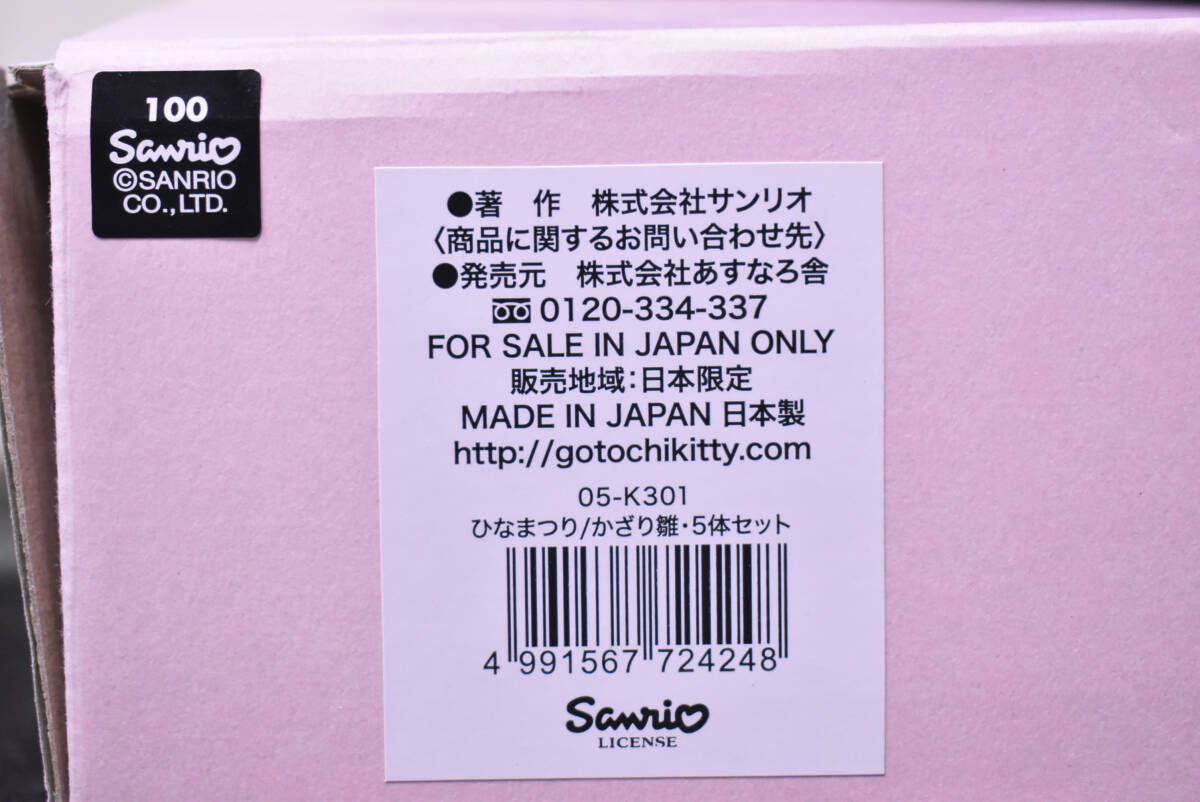 100
Sanrio
©SANRIO
CO.,LTD.
●著　作　株式会社サンリオ
〈商品に関するお問い合わせ先〉
●発売元　株式会社あすなろ舎
0120-334-337
FOR SALE IN JAPAN ONLY
販売地域:日本限定
MADE IN JAPAN 日本製
http://gotochikitty.com
05-K301
ひなまつり/かざり雛・5体セット
4 991567 724248
Sanrio
LICENSE